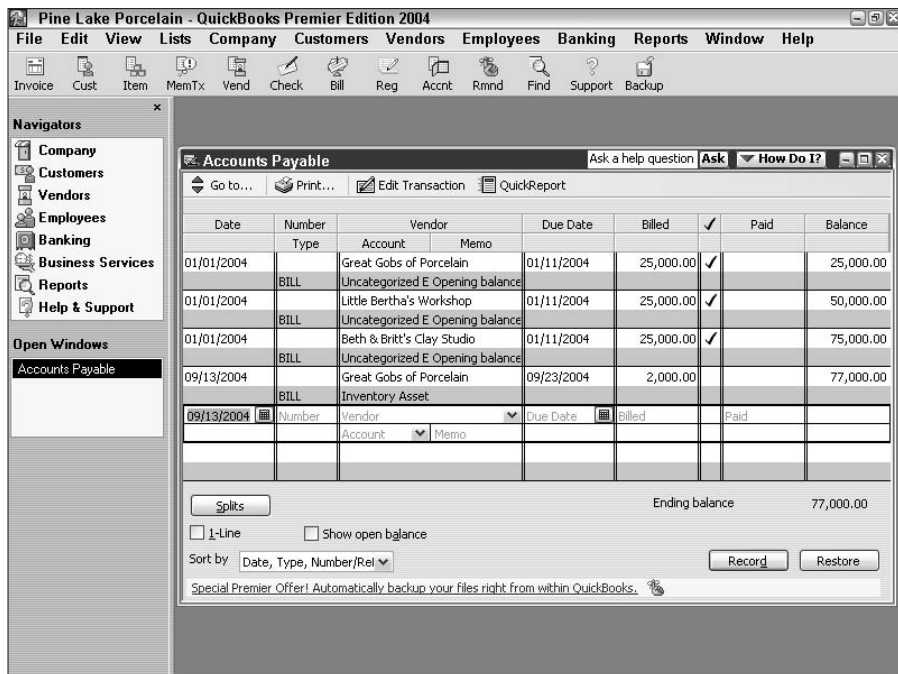 Pine Lake Porcelain - QuickBooks Premier Edition 2004
File Edit View Lists Company Customers Vendors Employees Banking Reports Window Help
Invoice Cust Item MemTx Vend Check Bill Reg Accnt Rmnd Find Support Backup
Navigators
Company
Customers
Vendors
Employees
Banking
Business Services
Reports
Help & Support
Open Windows
Accounts Payable
Accounts Payable Ask a help question Ask How Do I?
Go to... Print... Edit Transaction QuickReport
Date Number Vendor Due Date Billed ✓ Paid Balance
Type Account Memo
01/01/2004 Great Gobs of Porcelain 01/11/2004 25,000.00 ✓ 25,000.00
BILL Uncategorized E Opening balance
01/01/2004 Little Bertha's Workshop 01/11/2004 25,000.00 ✓ 50,000.00
BILL Uncategorized E Opening balance
01/01/2004 Beth & Britt's Clay Studio 01/11/2004 25,000.00 ✓ 75,000.00
BILL Uncategorized E Opening balance
09/13/2004 Great Gobs of Porcelain 09/23/2004 2,000.00 77,000.00
BILL Inventory Asset
09/13/2004 Number Vendor Due Date Billed Paid
Account Memo
Splits Ending balance 77,000.00
1-Line Show open balance
Sort by Date, Type, Number/Rel Record Restore
Special Premier Offer! Automatically backup your files right from within QuickBooks.